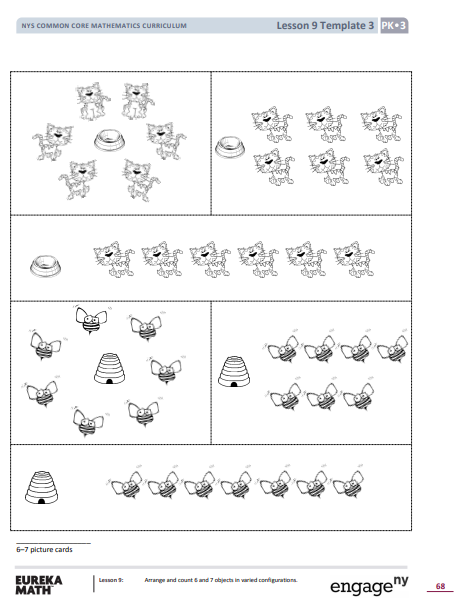 NYS COMMON CORE MATHEMATICS CURRICULUM
Lesson 9 Template 3 PK•3
6–7 picture cards
EUREKA
MATH™
Lesson 9:
Arrange and count 6 and 7 objects in varied configurations.
engage ny
68